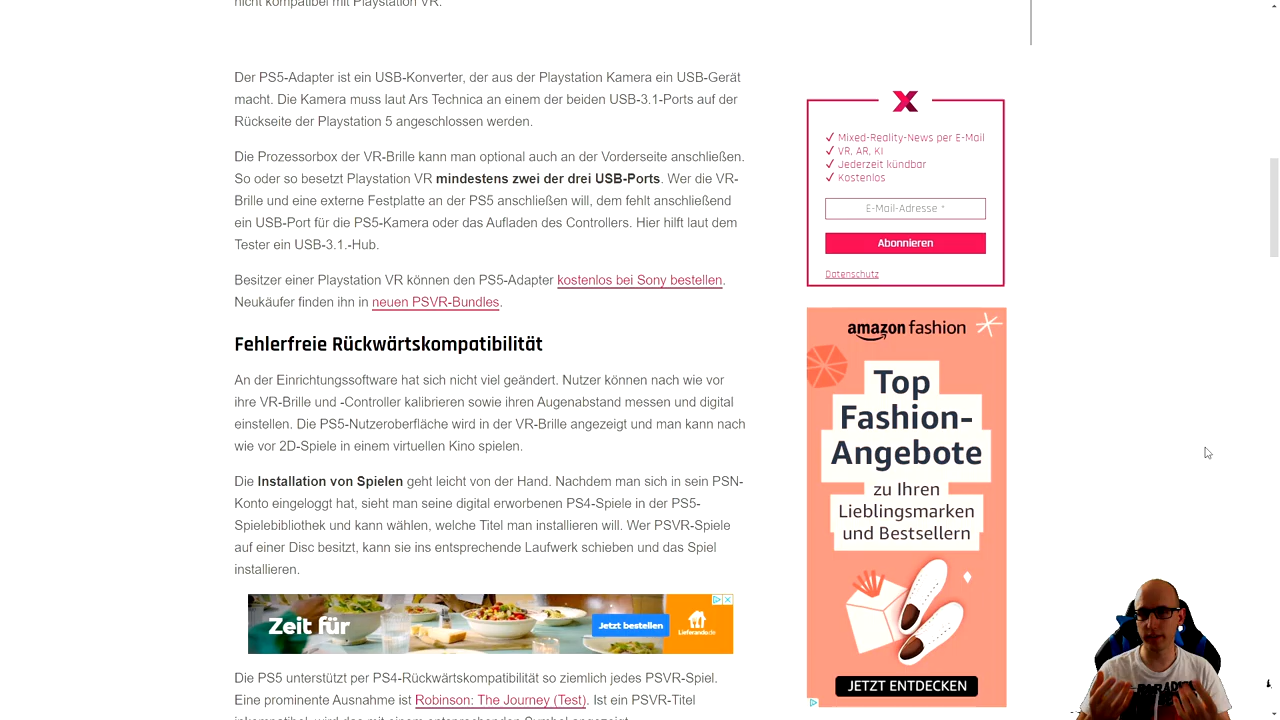 nicht kompatibel mit Playstation VR.
Der PS5-Adapter ist ein USB-Konverter, der aus der Playstation Kamera ein USB-Gerät
macht. Die Kamera muss laut Ars Technica an einem der beiden USB-3.1-Ports auf der
Rückseite der Playstation 5 angeschlossen werden.
Die Prozessorbox der VR-Brille kann man optional auch an der Vorderseite anschließen.
So oder so besetzt Playstation VR mindestens zwei der drei USB-Ports. Wer die VR-
Brille und eine externe Festplatte an der PS5 anschließen will, dem fehlt anschließend
ein USB-Port für die PS5-Kamera oder das Aufladen des Controllers. Hier hilft laut dem
Tester ein USB-3.1.-Hub.
Besitzer einer Playstation VR können den PS5-Adapter kostenlos bei Sony bestellen.
Neukäufer finden ihn in neuen PSVR-Bundles.
Fehlerfreie Rückwärtskompatibilität
An der Einrichtungssoftware hat sich nicht viel geändert. Nutzer können nach wie vor
ihre VR-Brille und -Controller kalibrieren sowie ihren Augenabstand messen und digital
einstellen. Die PS5-Nutzeroberfläche wird in der VR-Brille angezeigt und man kann nach
wie vor 2D-Spiele in einem virtuellen Kino spielen.
Die Installation von Spielen geht leicht von der Hand. Nachdem man sich in sein PSN-
Konto eingeloggt hat, sieht man seine digital erworbenen PS4-Spiele in der PS5-
Spielebibliothek und kann wählen, welche Titel man installieren will. Wer PSVR-Spiele
auf einer Disc besitzt, kann sie ins entsprechende Laufwerk schieben und das Spiel
installieren.
Zeit für
Jetzt bestellen
Lieferando.de
Die PS5 unterstützt per PS4-Rückwärtskompatibilität so ziemlich jedes PSVR-Spiel.
Eine prominente Ausnahme ist Robinson: The Journey (Test). Ist ein PSVR-Titel
inkompatibel, wird das mit einem entsprechenden Symbol angezeigt.
✓ Mixed-Reality-News per E-Mail
✓ VR, AR, KI
✓ Jederzeit kündbar
✓ Kostenlos
E-Mail-Adresse *
Abonnieren
Datenschutz
amazon fashion
Top
Fashion-
Angebote
zu Ihren
Lieblingsmarken
und Bestsellern
JETZT ENTDECKEN